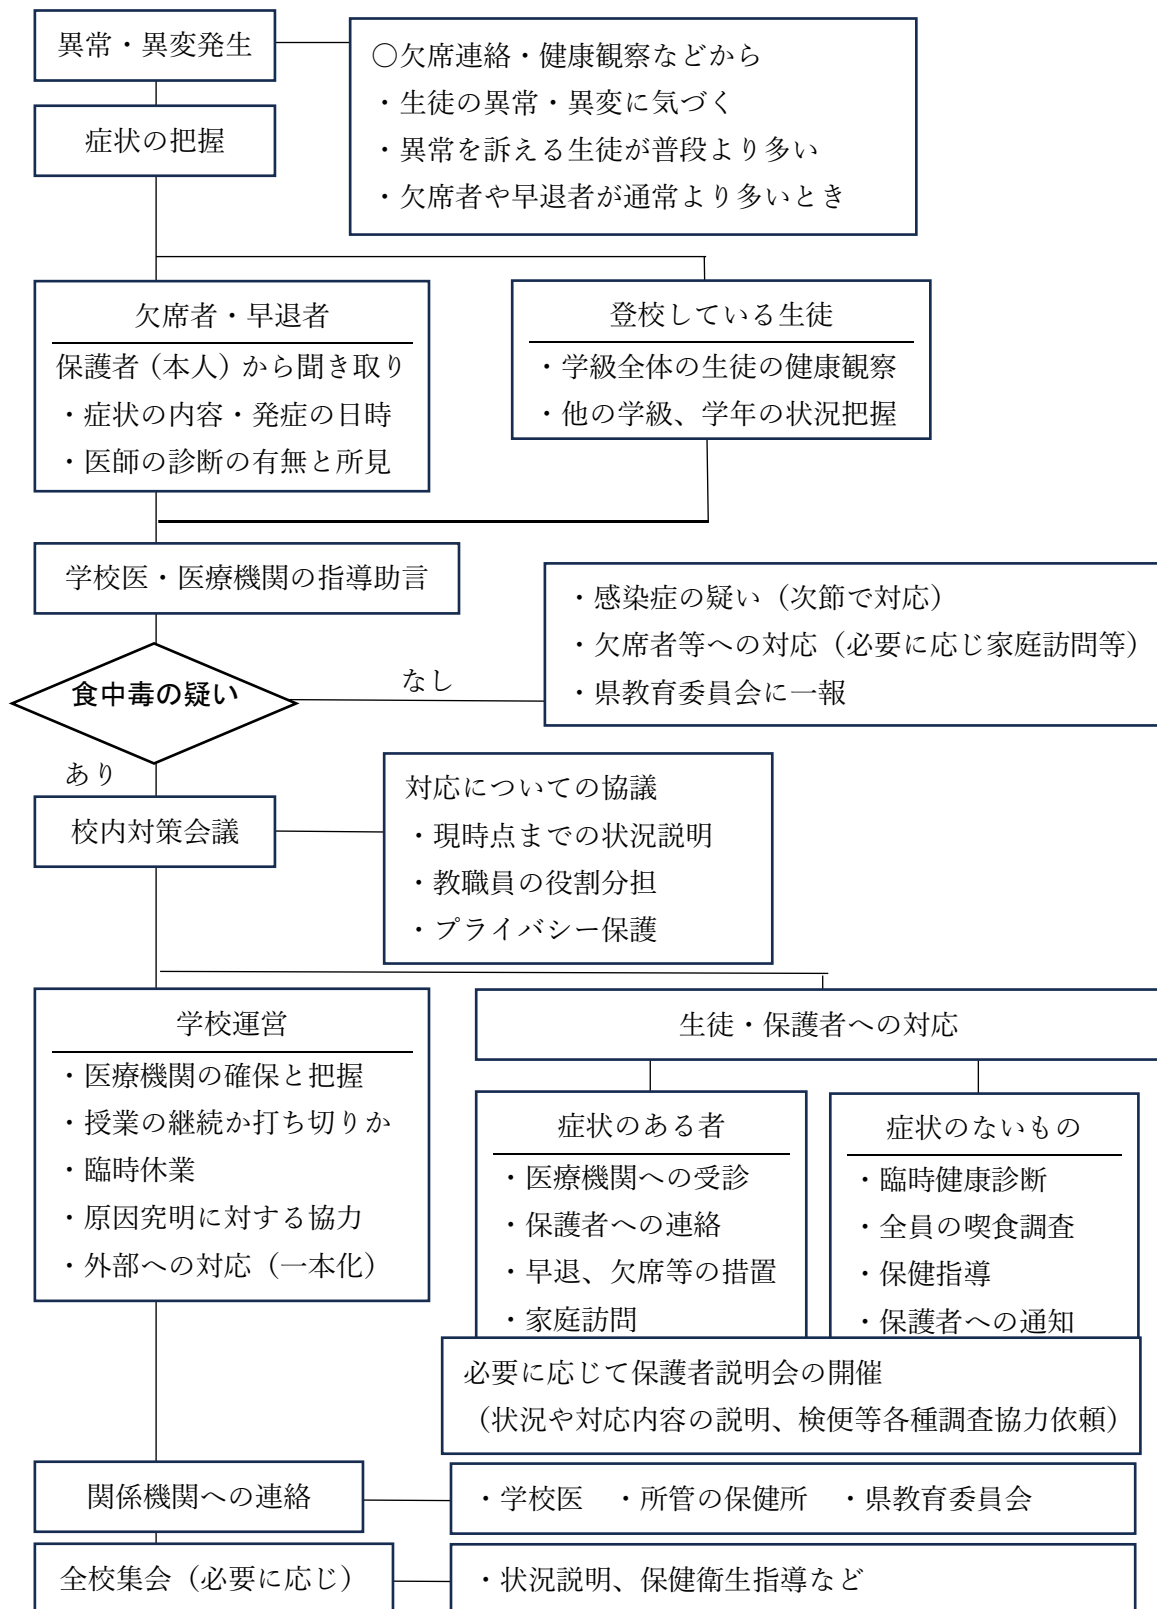 異常・異変発生
○欠席連絡・健康観察などから
・生徒の異常・異変に気づく
・異常を訴える生徒が普段より多い
・欠席者や早退者が通常より多いとき
症状の把握
欠席者・早退者
保護者（本人）から聞き取り
・症状の内容・発症の日時
・医師の診断の有無と所見
登校している生徒
・学級全体の生徒の健康観察
・他の学級、学年の状況把握
学校医・医療機関の指導助言
食中毒の疑い
なし
・感染症の疑い（次節で対応）
・欠席者等への対応（必要に応じ家庭訪問等）
・県教育委員会に一報
あり
校内対策会議
対応についての協議
・現時点までの状況説明
・教職員の役割分担
・プライバシー保護
学校運営
・医療機関の確保と把握
・授業の継続か打ち切りか
・臨時休業
・原因究明に対する協力
・外部への対応（一本化）
生徒・保護者への対応
症状のある者
・医療機関への受診
・保護者への連絡
・早退、欠席等の措置
・家庭訪問
症状のないもの
・臨時健康診断
・全員の喫食調査
・保健指導
・保護者への通知
必要に応じて保護者説明会の開催
（状況や対応内容の説明、検便等各種調査協力依頼）
関係機関への連絡
・学校医　・所管の保健所　・県教育委員会
全校集会（必要に応じ）
・状況説明、保健衛生指導など